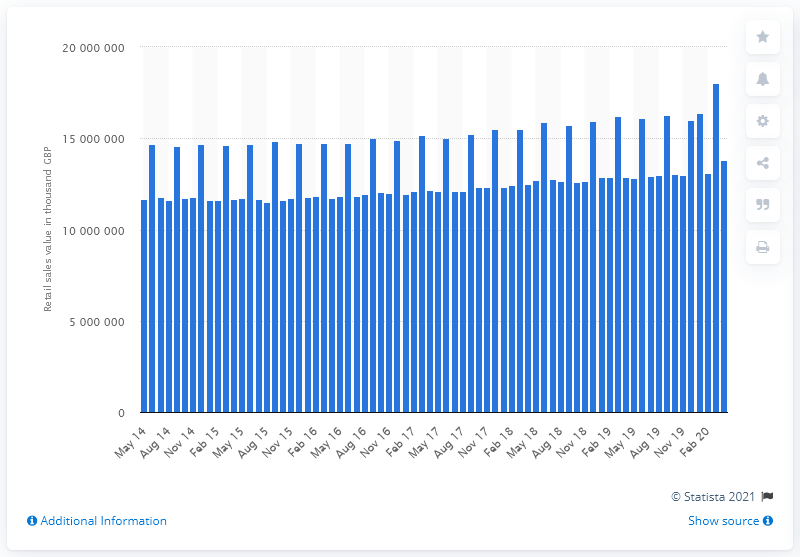 20 000 000
15 000 000
10 000 000
5 000 000
0
Retail sales value in thousand GBP
May 14
Aug 14
Nov 14
Feb 15
May 15
Aug 15
Nov 15
Feb 16
May 16
Aug 16
Nov 16
Feb 17
May 17
Aug 17
Nov 17
Feb 18
May 18
Aug 18
Nov 18
Feb 19
May 19
Aug 19
Nov 19
Feb 20
© Statista 2021
Additional Information
Show source